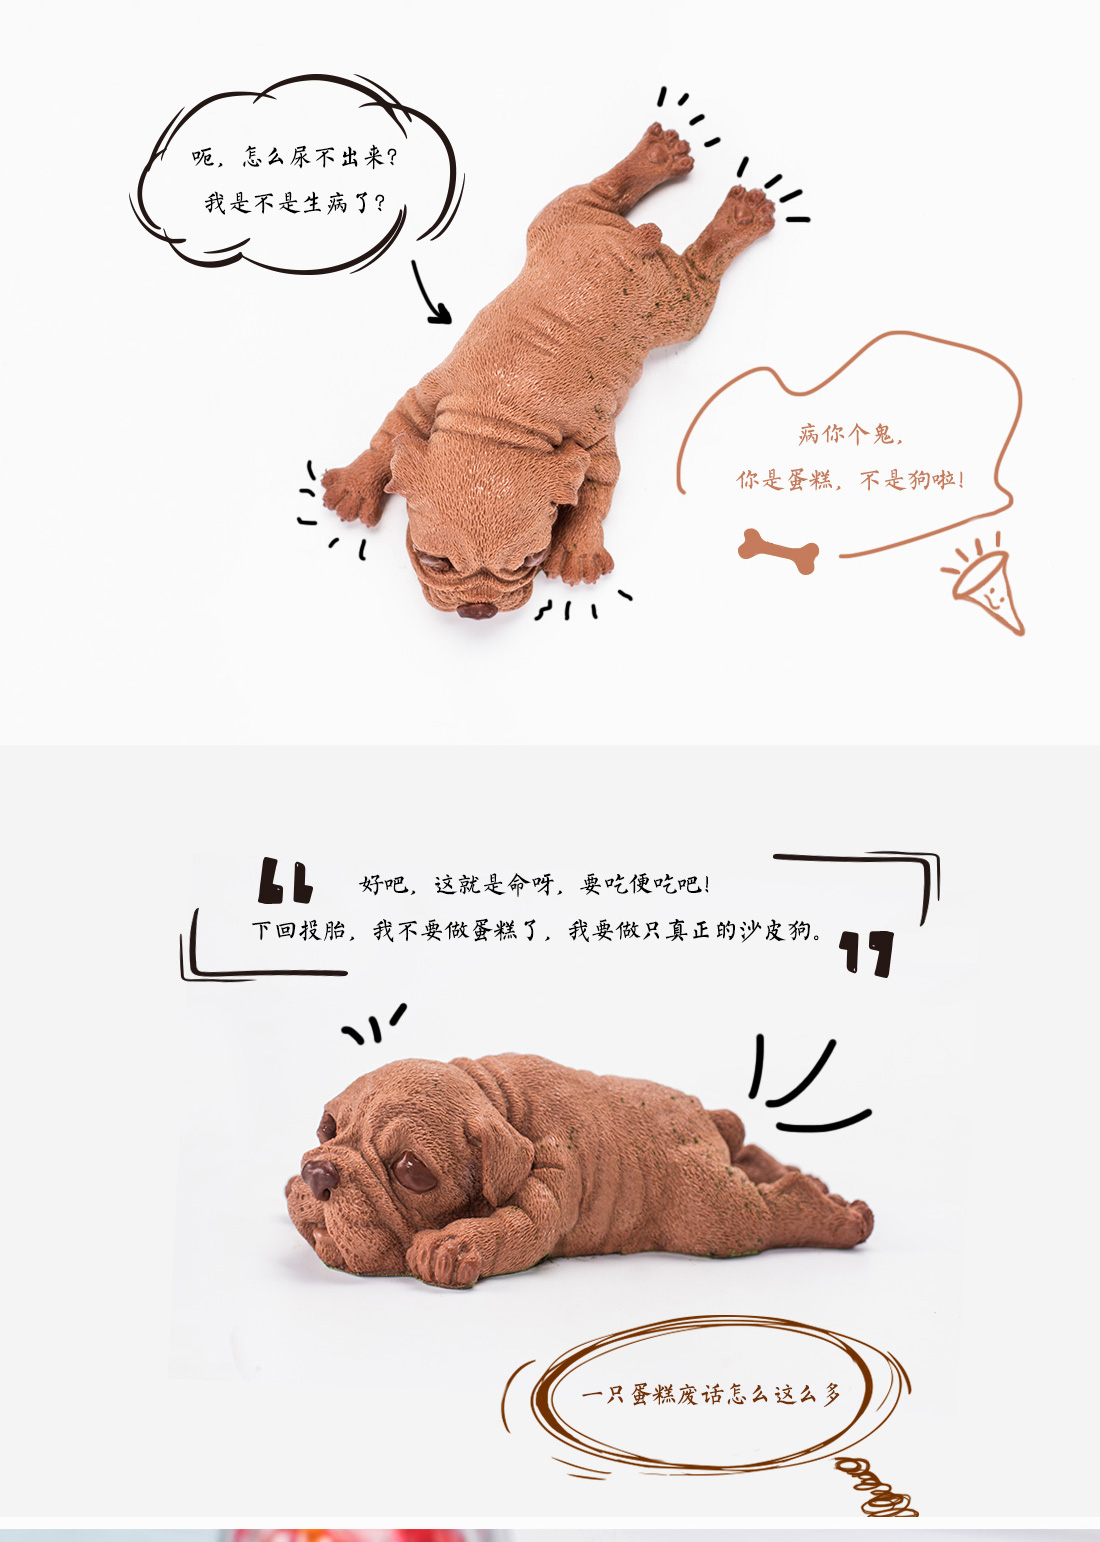 呃，怎么尿不出来？
我是不是生病了？
病你个鬼，
你是蛋糕，不是狗啦！
好吧，这就是命呀，要吃便吃吧！
下回投胎，我不要做蛋糕了，我要做只真正的沙皮狗。
一只蛋糕废话怎么这么多